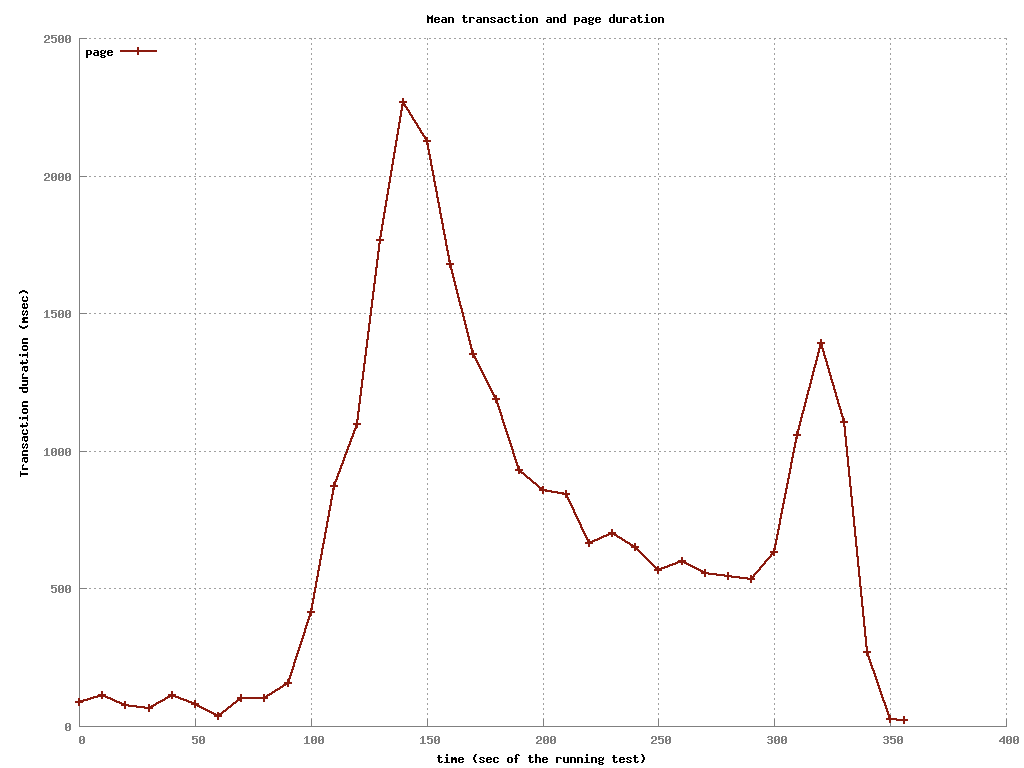 Mean transaction and page duration
page
2500
2000
1500
1000
500
0
Transaction duration (msec)
0 50 100 150 200 250 300 350 400
time (sec of the running test)